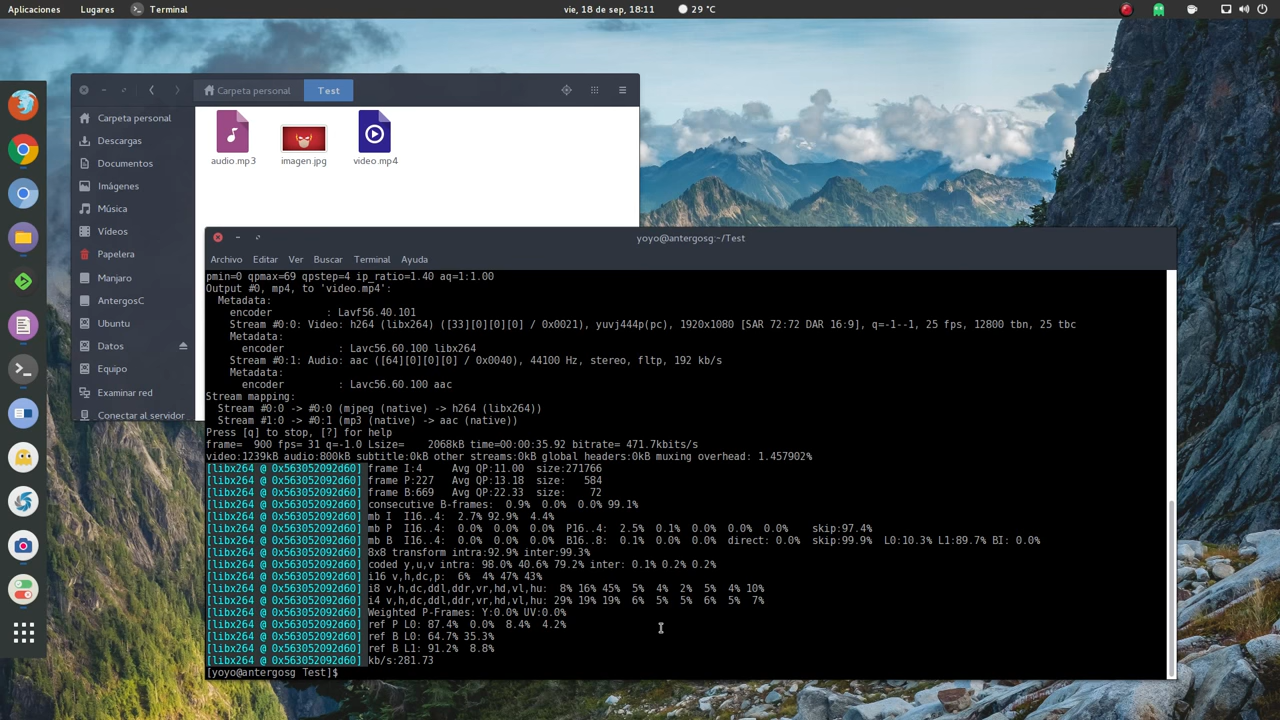 Aplicaciones Lugares Terminal vie, 18 de sep, 18:11 29 °C
Carpeta personal Test
Carpeta personal
Descargas
Documentos
Imágenes
Música
Vídeos
Papelera
Manjaro
AntergosC
Ubuntu
Datos
Equipo
Examinar red
Conectar al servidor
audio.mp3 imagen.jpg video.mp4
yoyo@antergosg:~/Test
Archivo Editar Ver Buscar Terminal Ayuda
pmin=0 qpmax=69 qpstep=4 ip_ratio=1.40 aq=1:1.00
Output #0, mp4, to 'video.mp4':
  Metadata:
    encoder         : Lavf56.40.101
    Stream #0:0: Video: h264 (libx264) ([33][0][0][0] / 0x0021), yuvj444p(pc), 1920x1080 [SAR 72:72 DAR 16:9], q=-1--1, 25 fps, 12800 tbn, 25 tbc
    Metadata:
      encoder         : Lavc56.60.100 libx264
    Stream #0:1: Audio: aac ([64][0][0][0] / 0x0040), 44100 Hz, stereo, fltp, 192 kb/s
    Metadata:
      encoder         : Lavc56.60.100 aac
Stream mapping:
  Stream #0:0 -> #0:0 (mjpeg (native) -> h264 (libx264))
  Stream #1:0 -> #0:1 (mp3 (native) -> aac (native))
Press [q] to stop, [?] for help
frame=  900 fps= 31 q=-1.0 Lsize=    2068kB time=00:00:35.92 bitrate= 471.7kbits/s
video:1239kB audio:800kB subtitle:0kB other streams:0kB global headers:0kB muxing overhead: 1.457902%
[libx264 @ 0x563052092d60] frame I:4     Avg QP:11.00  size:271766
[libx264 @ 0x563052092d60] frame P:227   Avg QP:13.18  size:   584
[libx264 @ 0x563052092d60] frame B:669   Avg QP:22.33  size:    72
[libx264 @ 0x563052092d60] consecutive B-frames:  0.9%  0.0%  0.0% 99.1%
[libx264 @ 0x563052092d60] mb I  I16..4:  2.7% 92.9%  4.4%
[libx264 @ 0x563052092d60] mb P  I16..4:  0.0%  0.0%  0.0%  P16..4:  2.5%  0.1%  0.0%  0.0%  0.0%    skip:97.4%
[libx264 @ 0x563052092d60] mb B  I16..4:  0.0%  0.0%  0.0%  B16..8:  0.1%  0.0%  0.0%  direct: 0.0%  skip:99.9%  L0:10.3% L1:89.7% BI: 0.0%
[libx264 @ 0x563052092d60] 8x8 transform intra:92.9% inter:99.3%
[libx264 @ 0x563052092d60] coded y,u,v intra: 98.0% 40.6% 79.2% inter: 0.1% 0.2% 0.2%
[libx264 @ 0x563052092d60] i16 v,h,dc,p:  6%  4% 47% 43%
[libx264 @ 0x563052092d60] i8 v,h,dc,ddl,ddr,vr,hd,vl,hu:  8% 16% 45%  5%  4%  2%  5%  4% 10%
[libx264 @ 0x563052092d60] i4 v,h,dc,ddl,ddr,vr,hd,vl,hu: 29% 19% 19%  6%  5%  5%  6%  5%  7%
[libx264 @ 0x563052092d60] Weighted P-Frames: Y:0.0% UV:0.0%
[libx264 @ 0x563052092d60] ref P L0: 87.4%  0.0%  8.4%  4.2%
[libx264 @ 0x563052092d60] ref B L0: 64.7% 35.3%
[libx264 @ 0x563052092d60] ref B L1: 91.2%  8.8%
[libx264 @ 0x563052092d60] kb/s:281.73
[yoyo@antergosg Test]$